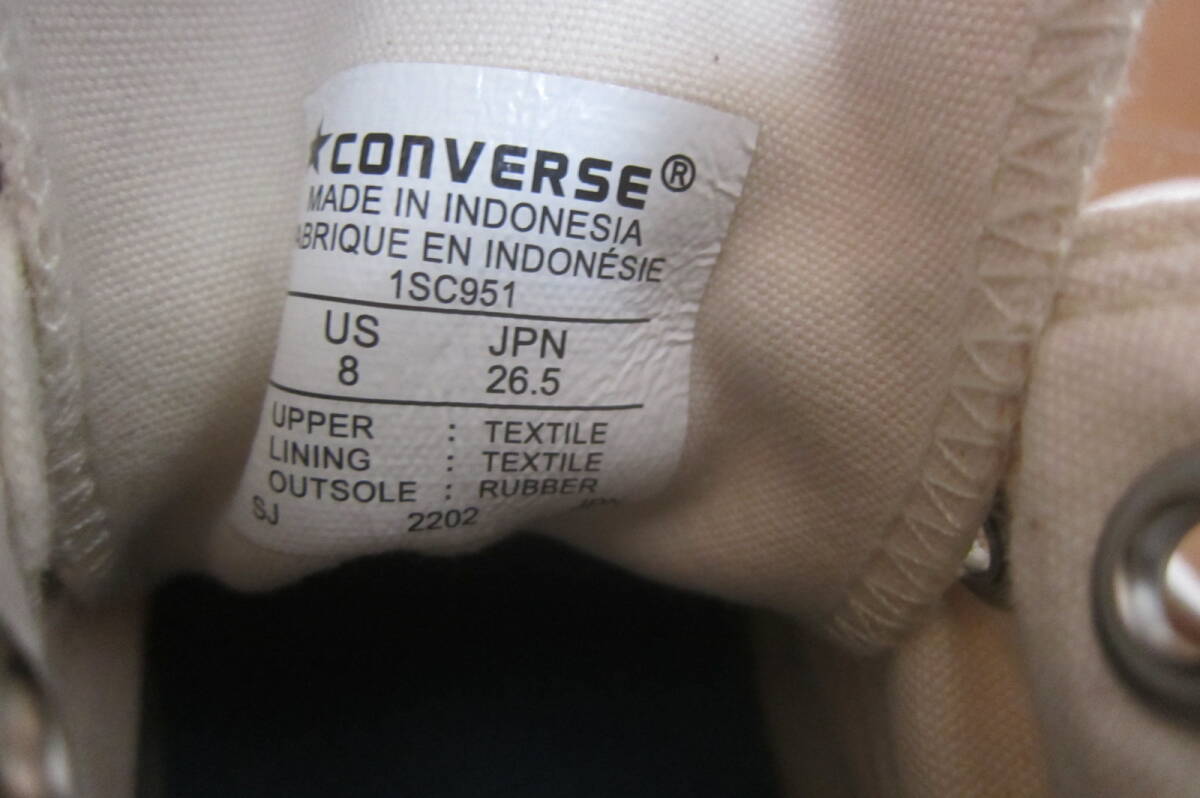 ★CONVERSE®
MADE IN INDONESIA
FABRIQUE EN INDONÉSIE
1SC951
US JPN
8 26.5
UPPER : TEXTILE
LINING : TEXTILE
OUTSOLE : RUBBER
SJ 2202